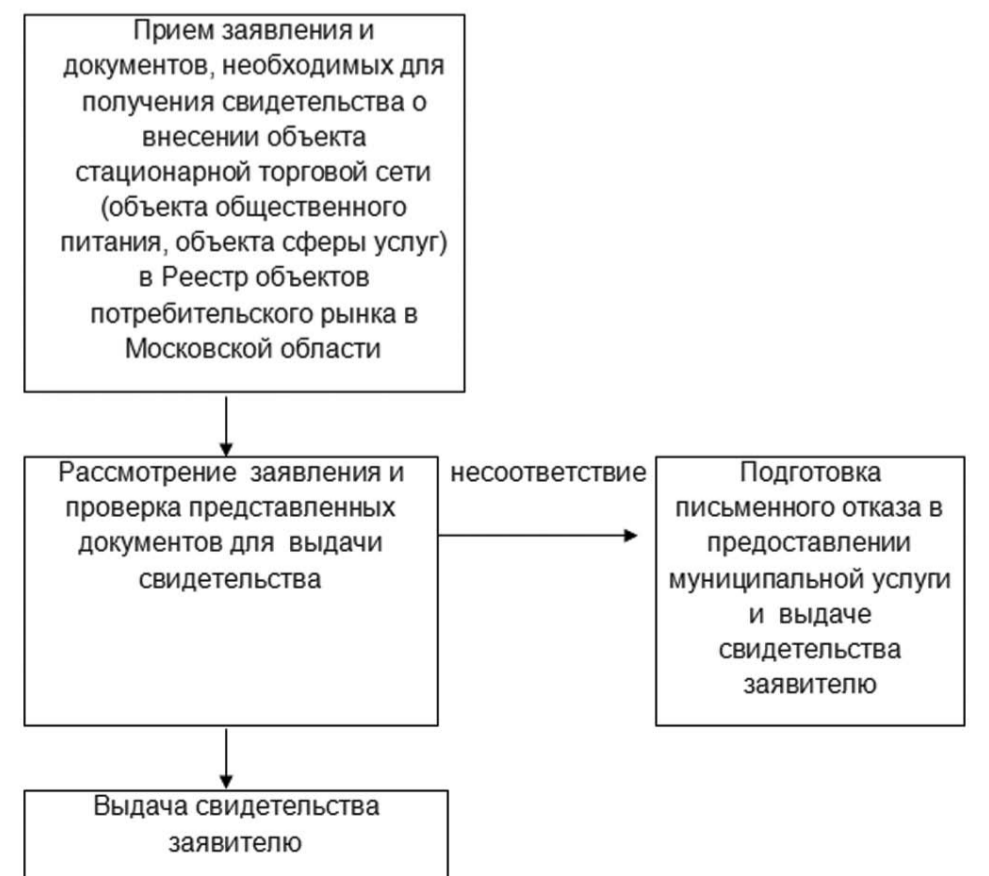 Прием заявления и
документов, необходимых для
получения свидетельства о
внесении объекта
стационарной торговой сети
(объекта общественного
питания, объекта сферы услуг)
в Реестр объектов
потребительского рынка в
Московской области
Рассмотрение заявления и
проверка представленных
документов для выдачи
свидетельства
несоответствие
Подготовка
письменного отказа в
предоставлении
муниципальной услуги
и выдаче
свидетельства
заявителю
Выдача свидетельства
заявителю